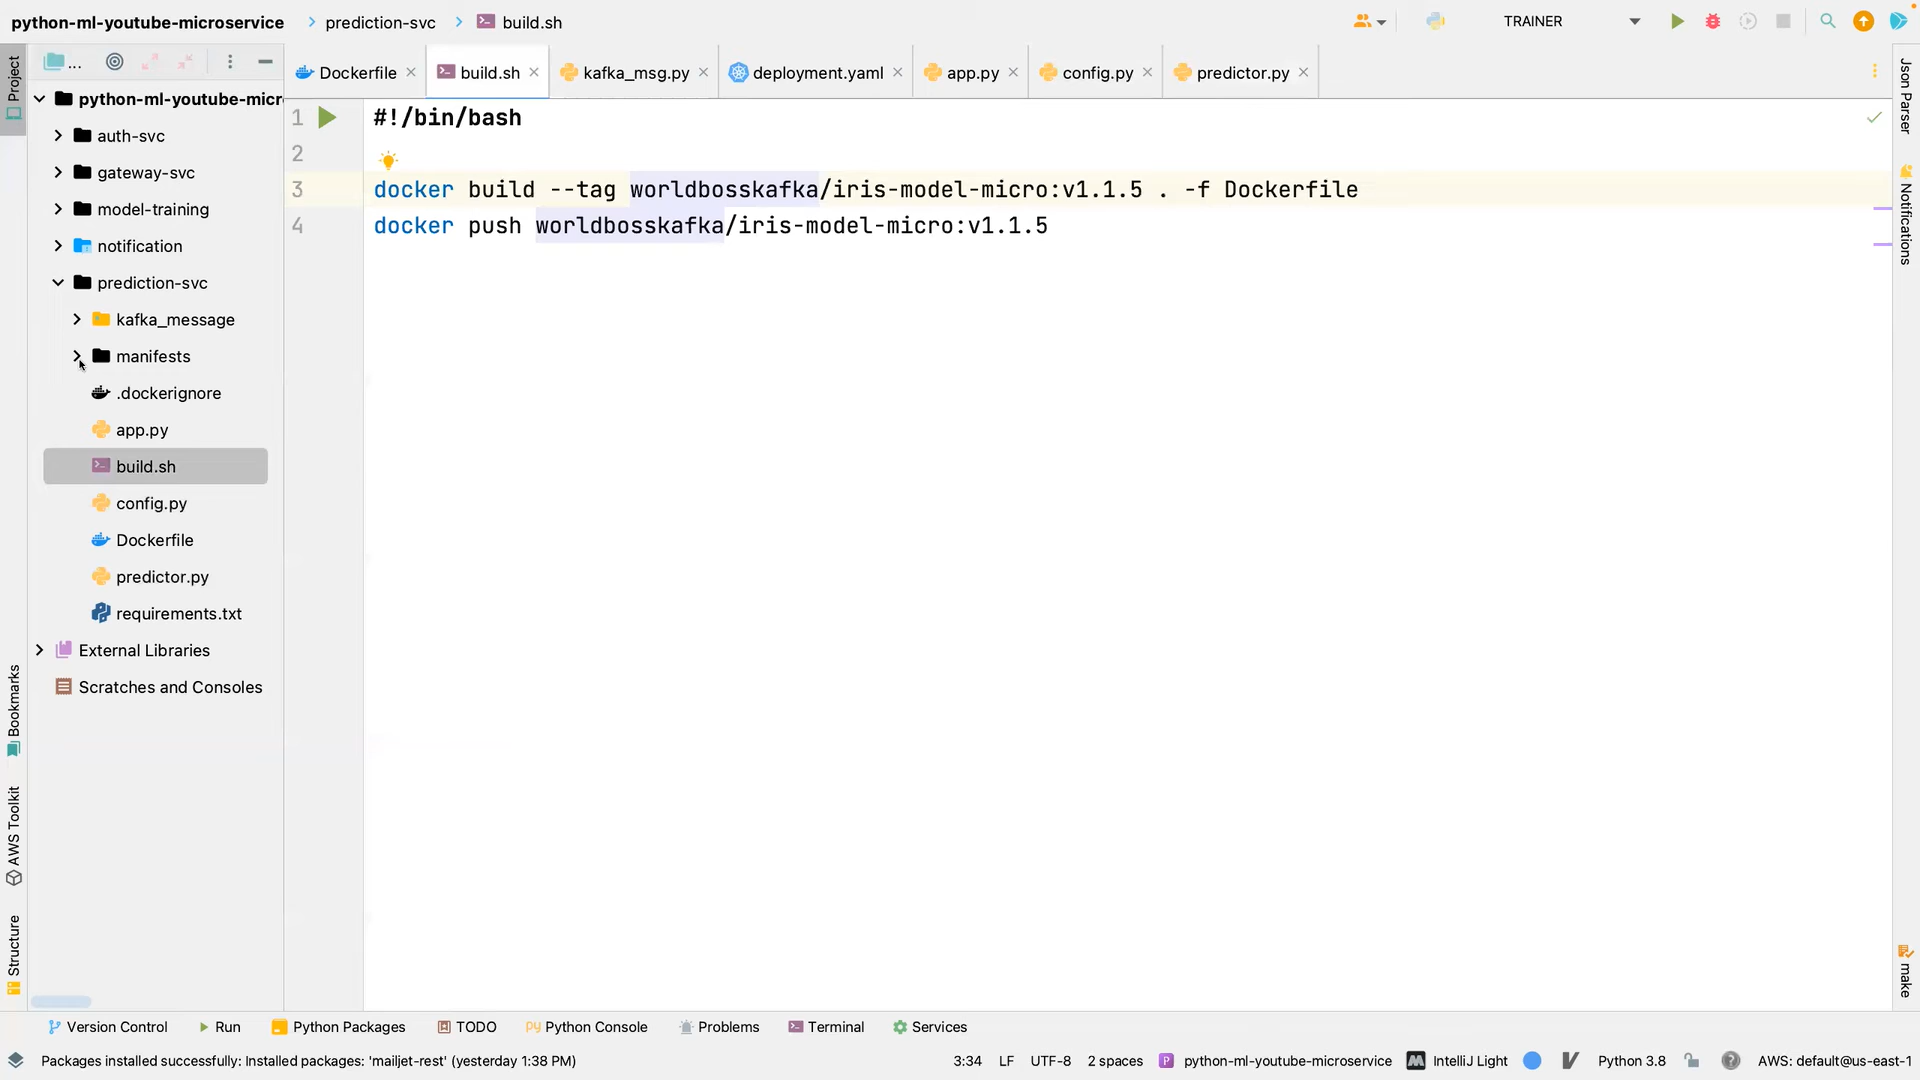 python-ml-youtube-microservice prediction-svc build.sh TRAINER
Project
...
Dockerfile build.sh kafka_msg.py deployment.yaml app.py config.py predictor.py
python-ml-youtube-micr
auth-svc
gateway-svc
model-training
notification
prediction-svc
kafka_message
manifests
.dockerignore
app.py
build.sh
config.py
Dockerfile
predictor.py
requirements.txt
External Libraries
Scratches and Consoles
1 #!/bin/bash
2
3 docker build --tag worldbosskafka/iris-model-micro:v1.1.5 . -f Dockerfile
4 docker push worldbosskafka/iris-model-micro:v1.1.5
Json Parser
Notifications
make
Bookmarks
AWS Toolkit
Structure
Version Control Run Python Packages TODO Python Console Problems Terminal Services
Packages installed successfully: Installed packages: 'mailjet-rest' (yesterday 1:38 PM) 3:34 LF UTF-8 2 spaces python-ml-youtube-microservice IntelliJ Light Python 3.8 AWS: default@us-east-1